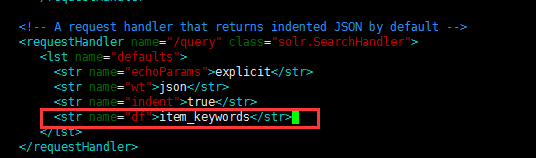 <!-- A request handler that returns indented JSON by default -->
<requestHandler name="/query" class="solr.SearchHandler">
<lst name="defaults">
<str name="echoParams">explicit</str>
<str name="wt">json</str>
<str name="indent">true</str>
<str name="df">item_keywords</str>
</lst>
</requestHandler>